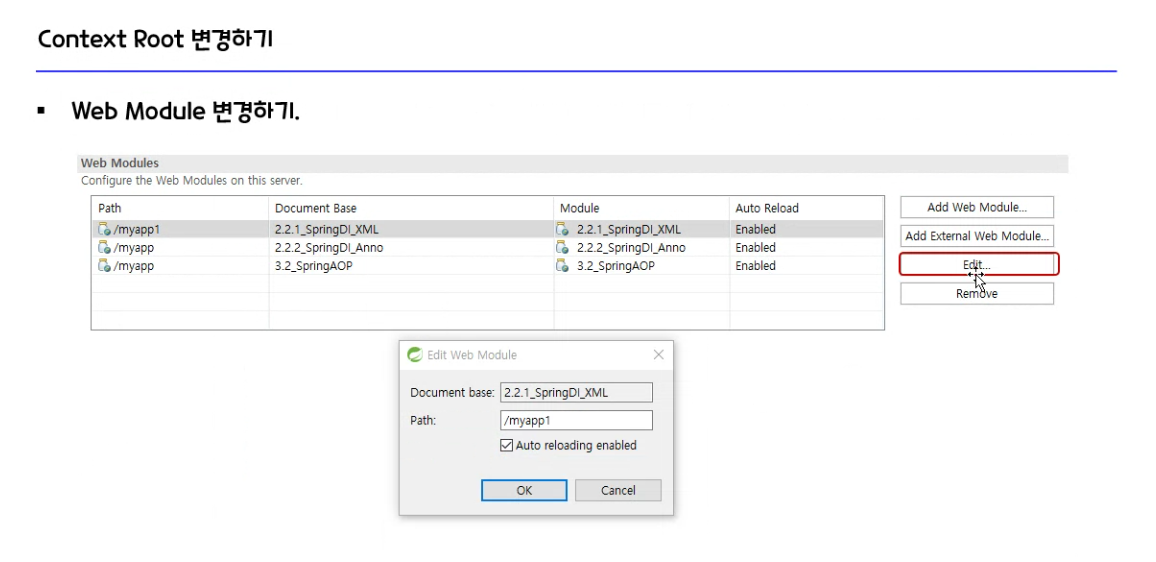 Context Root 변경하기
▪ Web Module 변경하기.
Web Modules
Configure the Web Modules on this server.
Path Document Base Module Auto Reload
/myapp1 2.2.1_SpringDI_XML 2.2.1_SpringDI_XML Enabled
/myapp 2.2.2_SpringDI_Anno 2.2.2_SpringDI_Anno Enabled
/myapp 3.2_SpringAOP 3.2_SpringAOP Enabled
Add Web Module...
Add External Web Module...
Edit...
Remove
Edit Web Module
Document base: 2.2.1_SpringDI_XML
Path: /myapp1
Auto reloading enabled
OK Cancel